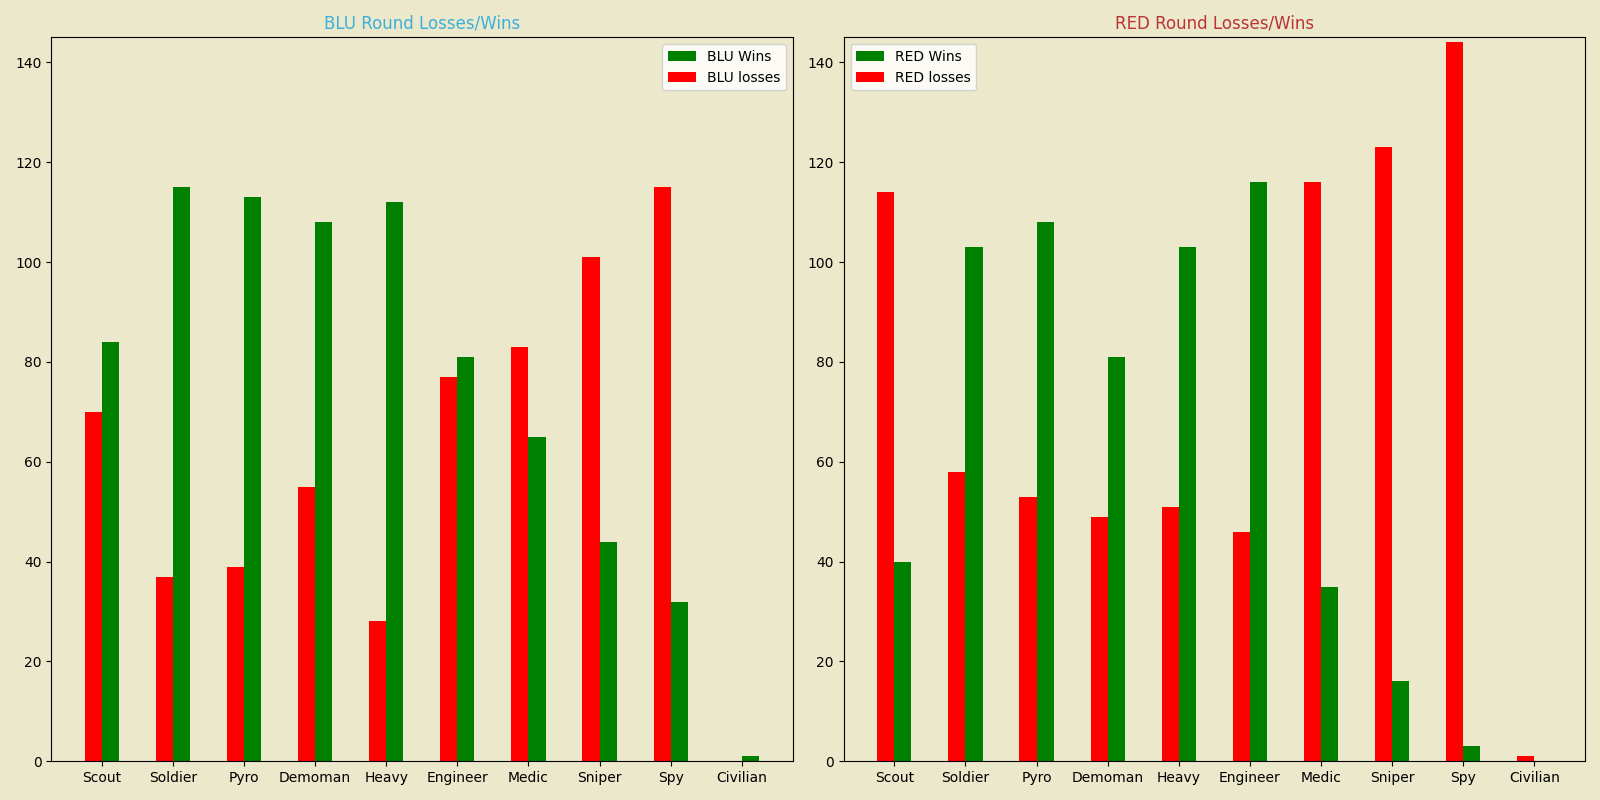 BLU Round Losses/Wins
BLU Wins
BLU losses
140
120
100
80
60
40
20
0
Scout Soldier Pyro Demoman Heavy Engineer Medic Sniper Spy Civilian
RED Round Losses/Wins
RED Wins
RED losses
140
120
100
80
60
40
20
0
Scout Soldier Pyro Demoman Heavy Engineer Medic Sniper Spy Civilian